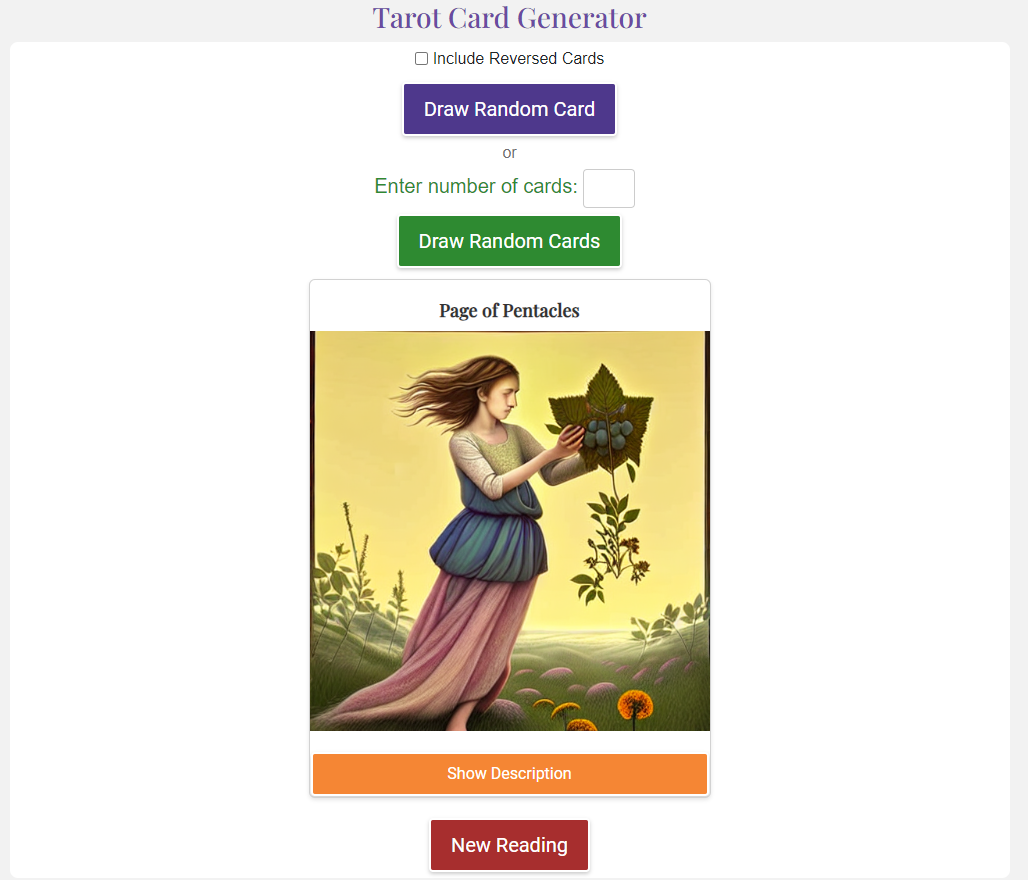 Tarot Card Generator
Include Reversed Cards
Draw Random Card
or
Enter number of cards:
Draw Random Cards
Page of Pentacles
Show Description
New Reading